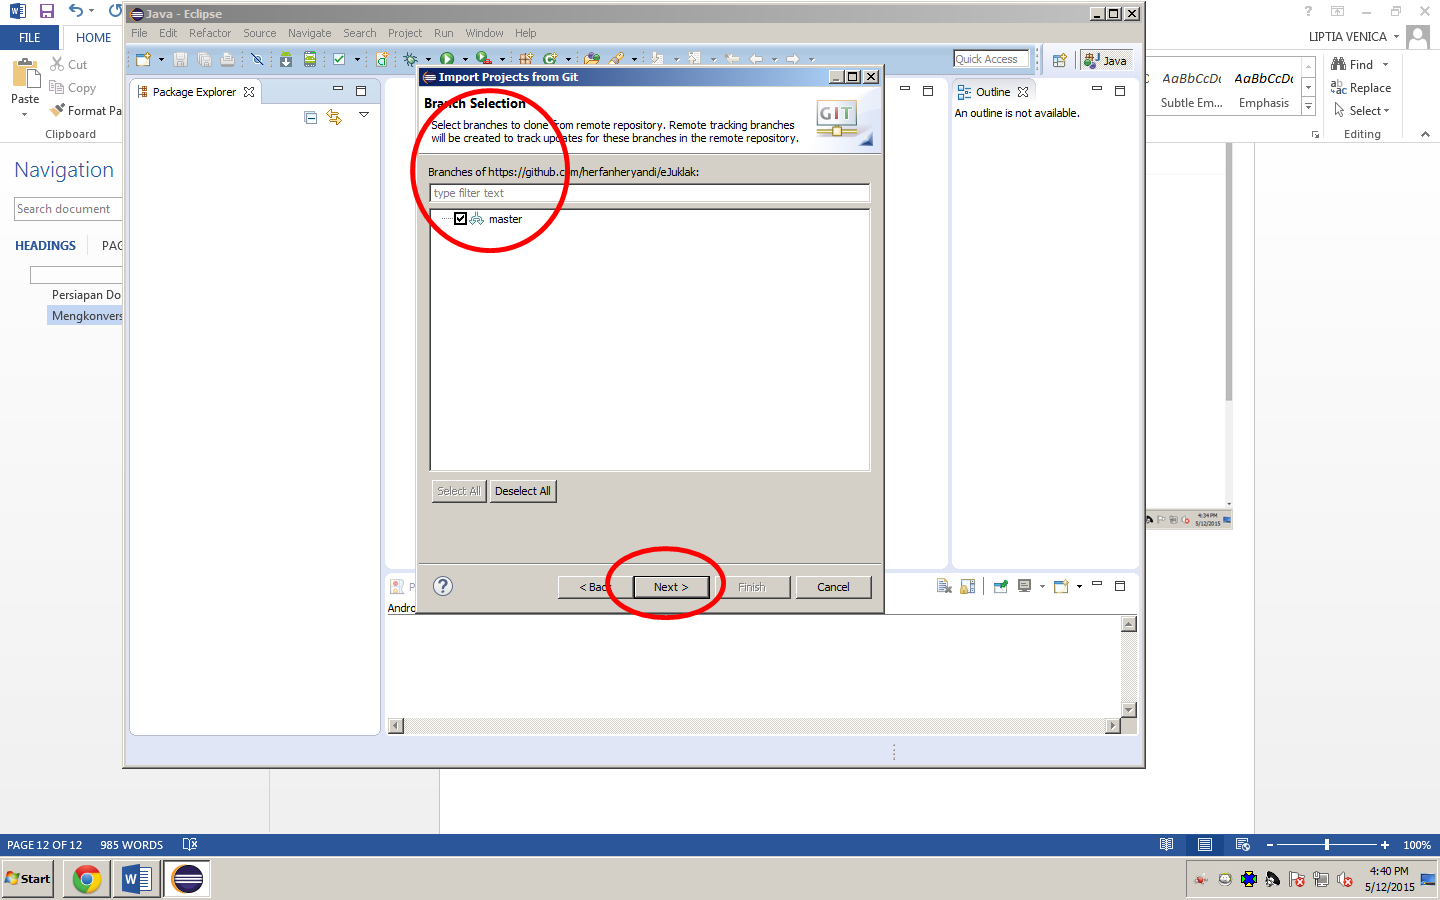 Java - Eclipse
File Edit Refactor Source Navigate Search Project Run Window Help
Quick Access
Java
FILE
HOME
Cut
Copy
Format Pa
Paste
Clipboard
Navigation
Search document
HEADINGS
PAG
Persiapan Do
Mengkonvers
Package Explorer
Import Projects from Git
Branch Selection
Select branches to clone from remote repository. Remote tracking branches
will be created to track updates for these branches in the remote repository.
GIT
Branches of https://github.com/herfanheryandi/eJuklak:
type filter text
master
Select All
Deselect All
?
< Back
Next >
Finish
Cancel
Outline
An outline is not available.
P
Andro
?
LIPTIA VENICA
AaBbCcDc
AaBbCcDc
Subtle Em...
Emphasis
Find
Replace
Select
Editing
4:34 PM
5/12/2015
PAGE 12 OF 12
985 WORDS
100%
Start
4:40 PM
5/12/2015